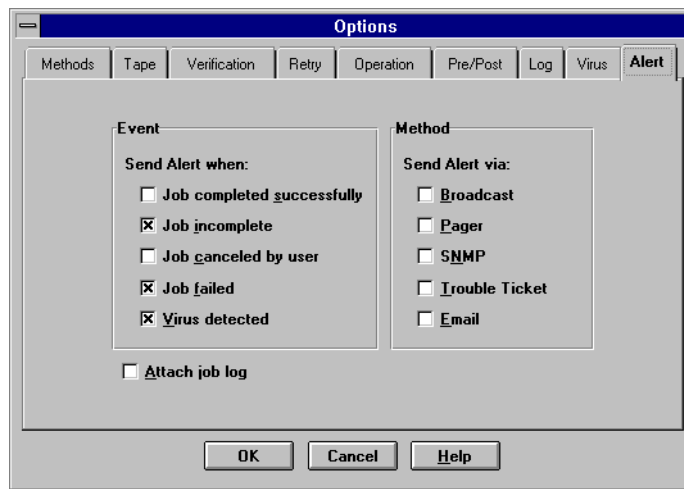 Options
Methods Tape Verification Retry Operation Pre/Post Log Virus Alert
Event
Send Alert when:
Job completed successfully
Job incomplete
Job canceled by user
Job failed
Virus detected
Method
Send Alert via:
Broadcast
Pager
SNMP
Trouble Ticket
Email
Attach job log
OK Cancel Help